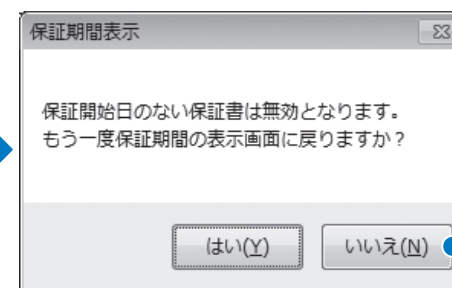 保証期間表示
保証開始日のない保証書は無効となります。
もう一度保証期間の表示画面に戻りますか？
はい(Y)
いいえ(N)